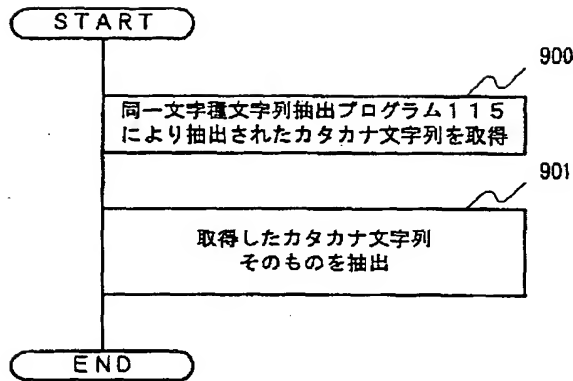 START
900
同一文字種文字列抽出プログラム115
により抽出されたカタカナ文字列を取得
901
取得したカタカナ文字列
そのものを抽出
END